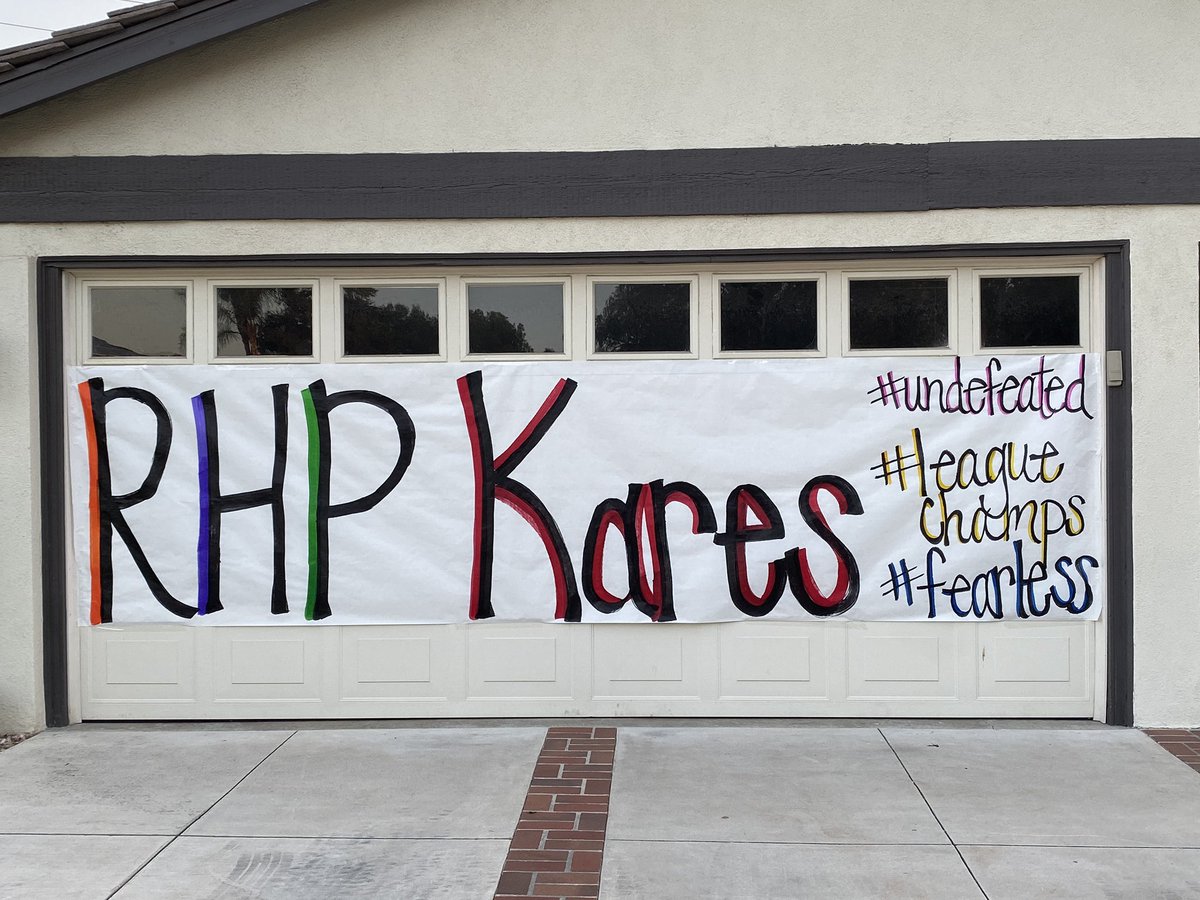 RHP Kares
#undefeated
#League
champs
#fearless